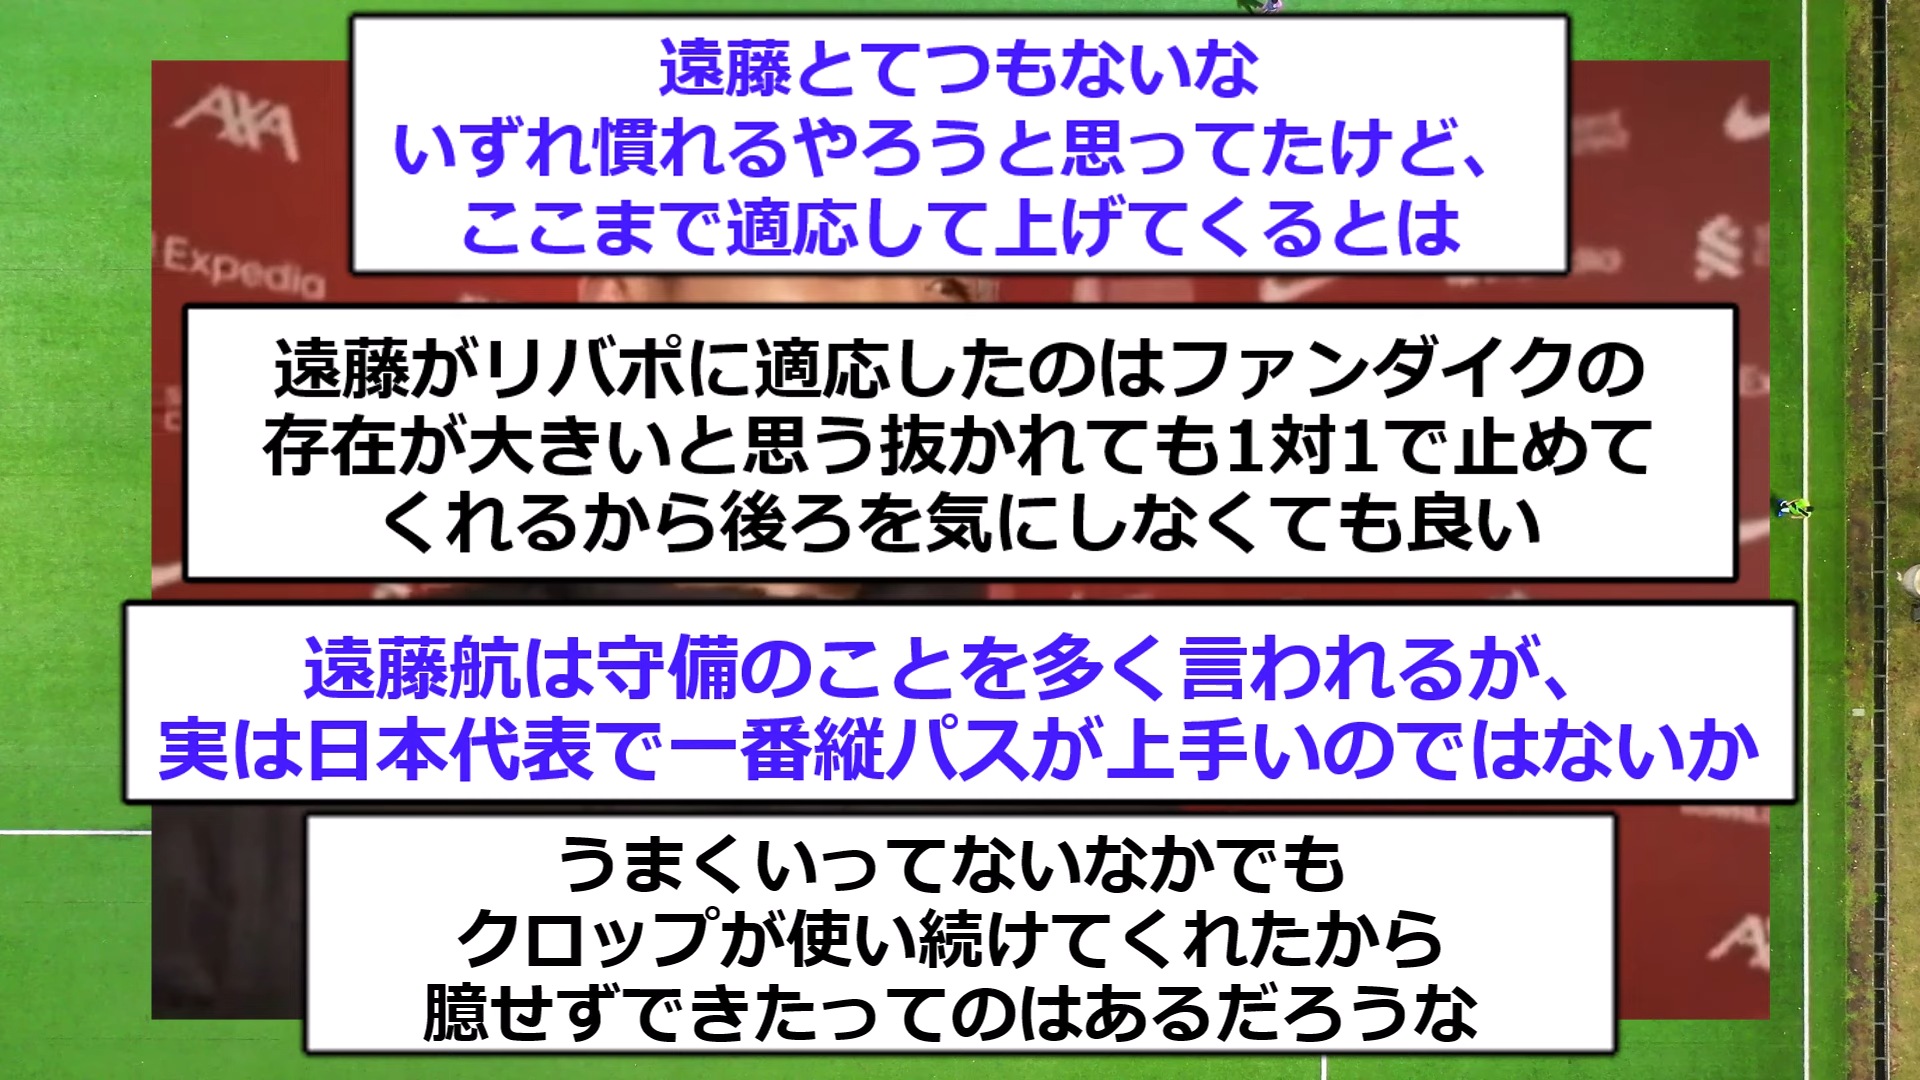 遠藤とてつもないな
いずれ慣れるやろうと思ってたけど、
ここまで適応して上げてくるとは
AXA
Expedia
遠藤がリバポに適応したのはファンダイクの
存在が大きいと思う抜かれても1対1で止めて
くれるから後ろを気にしなくても良い
遠藤航は守備のことを多く言われるが、
実は日本代表で一番縦パスが上手いのではないか
うまくいってないなかでも
クロップが使い続けてくれたから
臆せずできたってのはあるだろうな